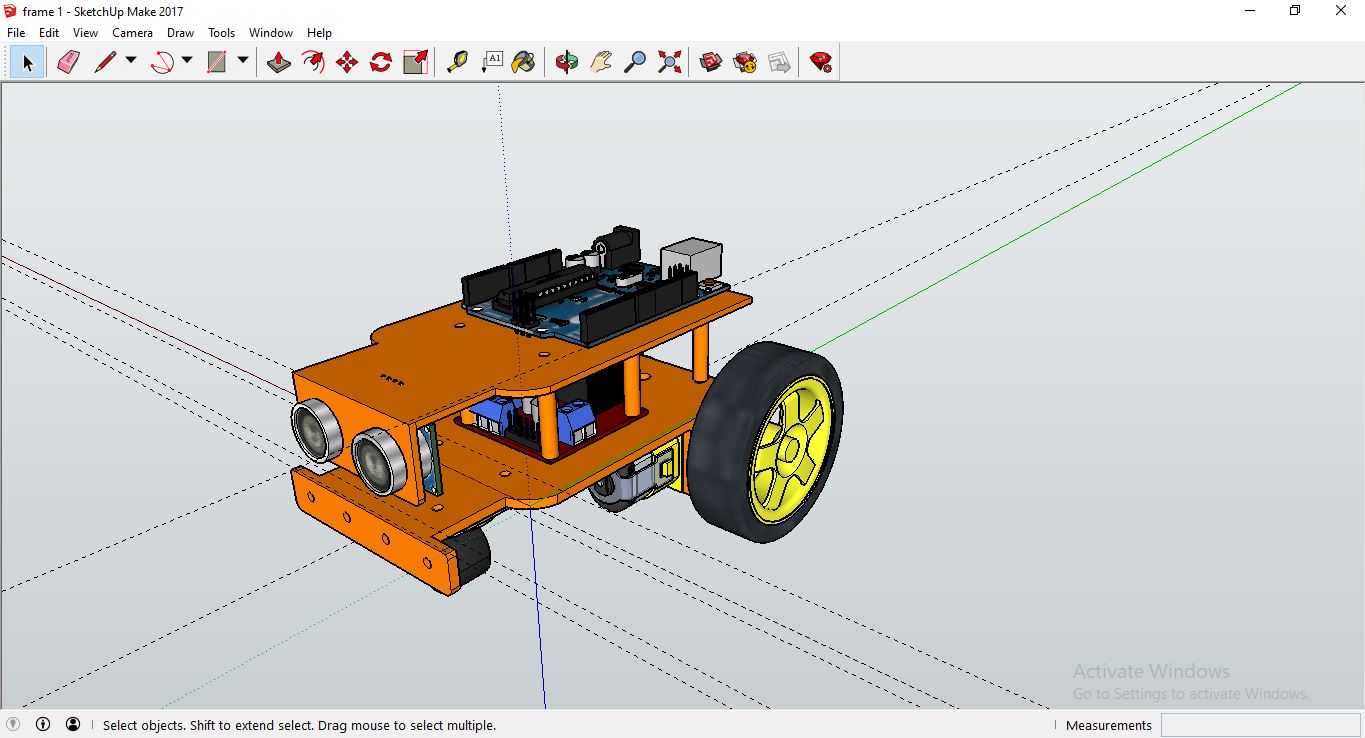 frame 1 - SketchUp Make 2017
File Edit View Camera Draw Tools Window Help
A1
Activate Windows
Go to Settings to activate Windows.
Select objects. Shift to extend select. Drag mouse to select multiple.
Measurements